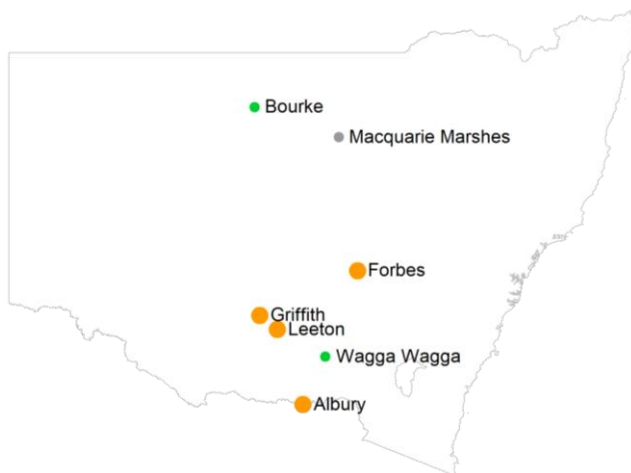 Bourke
Macquarie Marshes
Forbes
Griffith
Leeton
Wagga Wagga
Albury